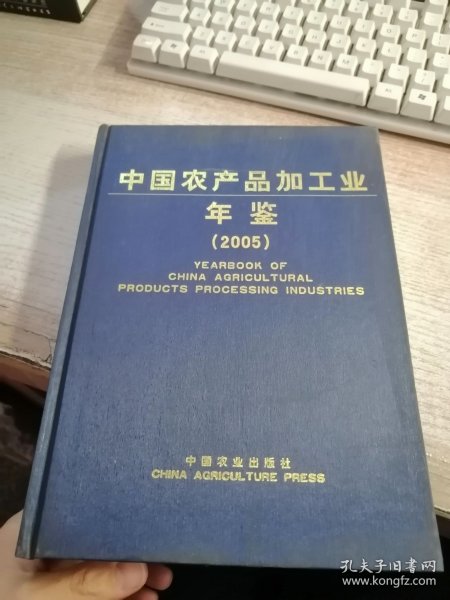 中国农产品加工业
年鉴
(2005)
YEARBOOK OF
CHINA AGRICULTURAL
PRODUCTS PROCESSING INDUSTRIES
中国农业出版社
CHINA AGRICULTURE PRESS
孔夫子旧书网
www.kongfz.com